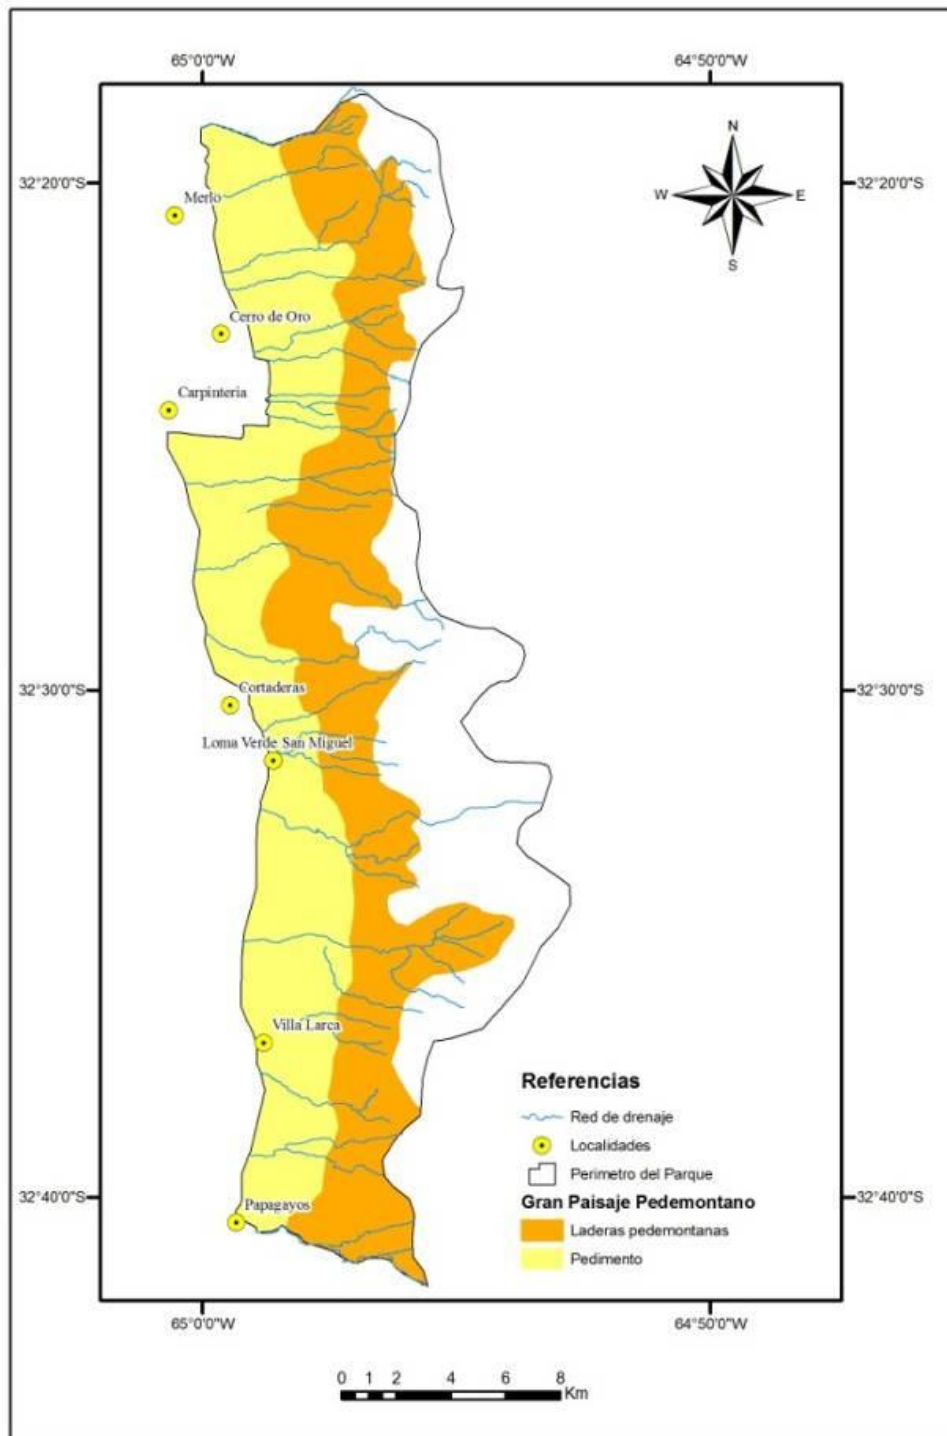 65°0'0"W
64°50'0"W
N
W
E
S
32°20'0"S
32°20'0"S
Merlo
Cerro de Oro
Carpinteria
32°30'0"S
32°30'0"S
Cortaderas
Loma Verde San Miguel
Villa Larca
Referencias
Red de drenaje
Localidades
Perimetro del Parque
Gran Paisaje Pedemontano
Laderas pedemontanas
Pedimento
32°40'0"S
32°40'0"S
Papagayos
65°0'0"W
64°50'0"W
0 1 2 4 6 8
Km